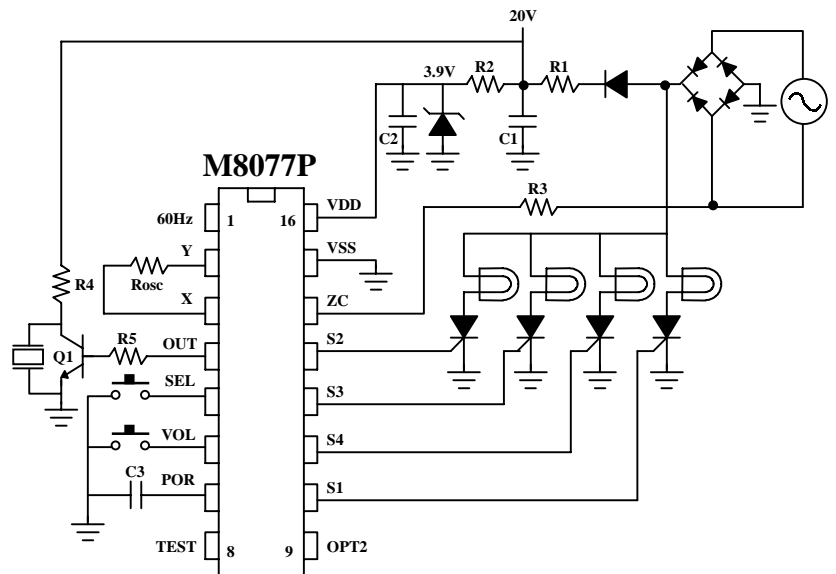 20V
3.9V
R2
R1
C2
C1
M8077P
R3
60Hz
1
16
VDD
Y
VSS
Rosc
R4
X
ZC
OUT
S2
Q1
R5
SEL
S3
VOL
S4
C3
POR
S1
TEST
8
9
OPT2